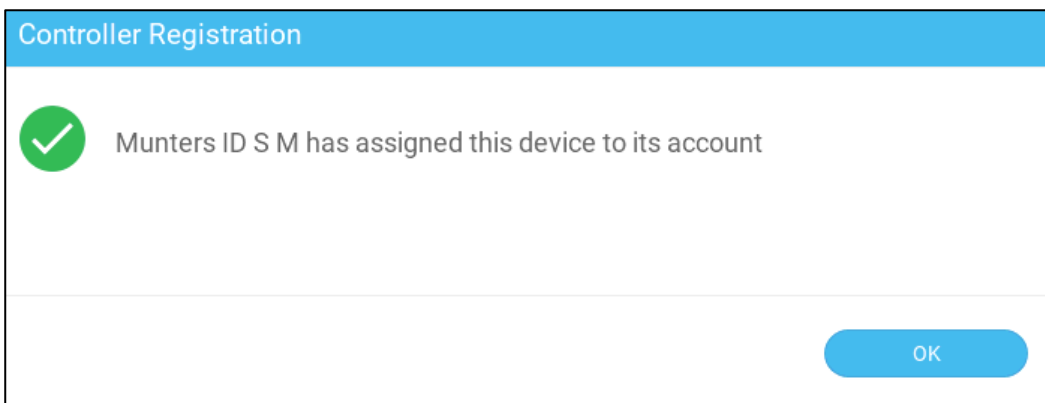 Controller Registration
Munters ID S M has assigned this device to its account
OK